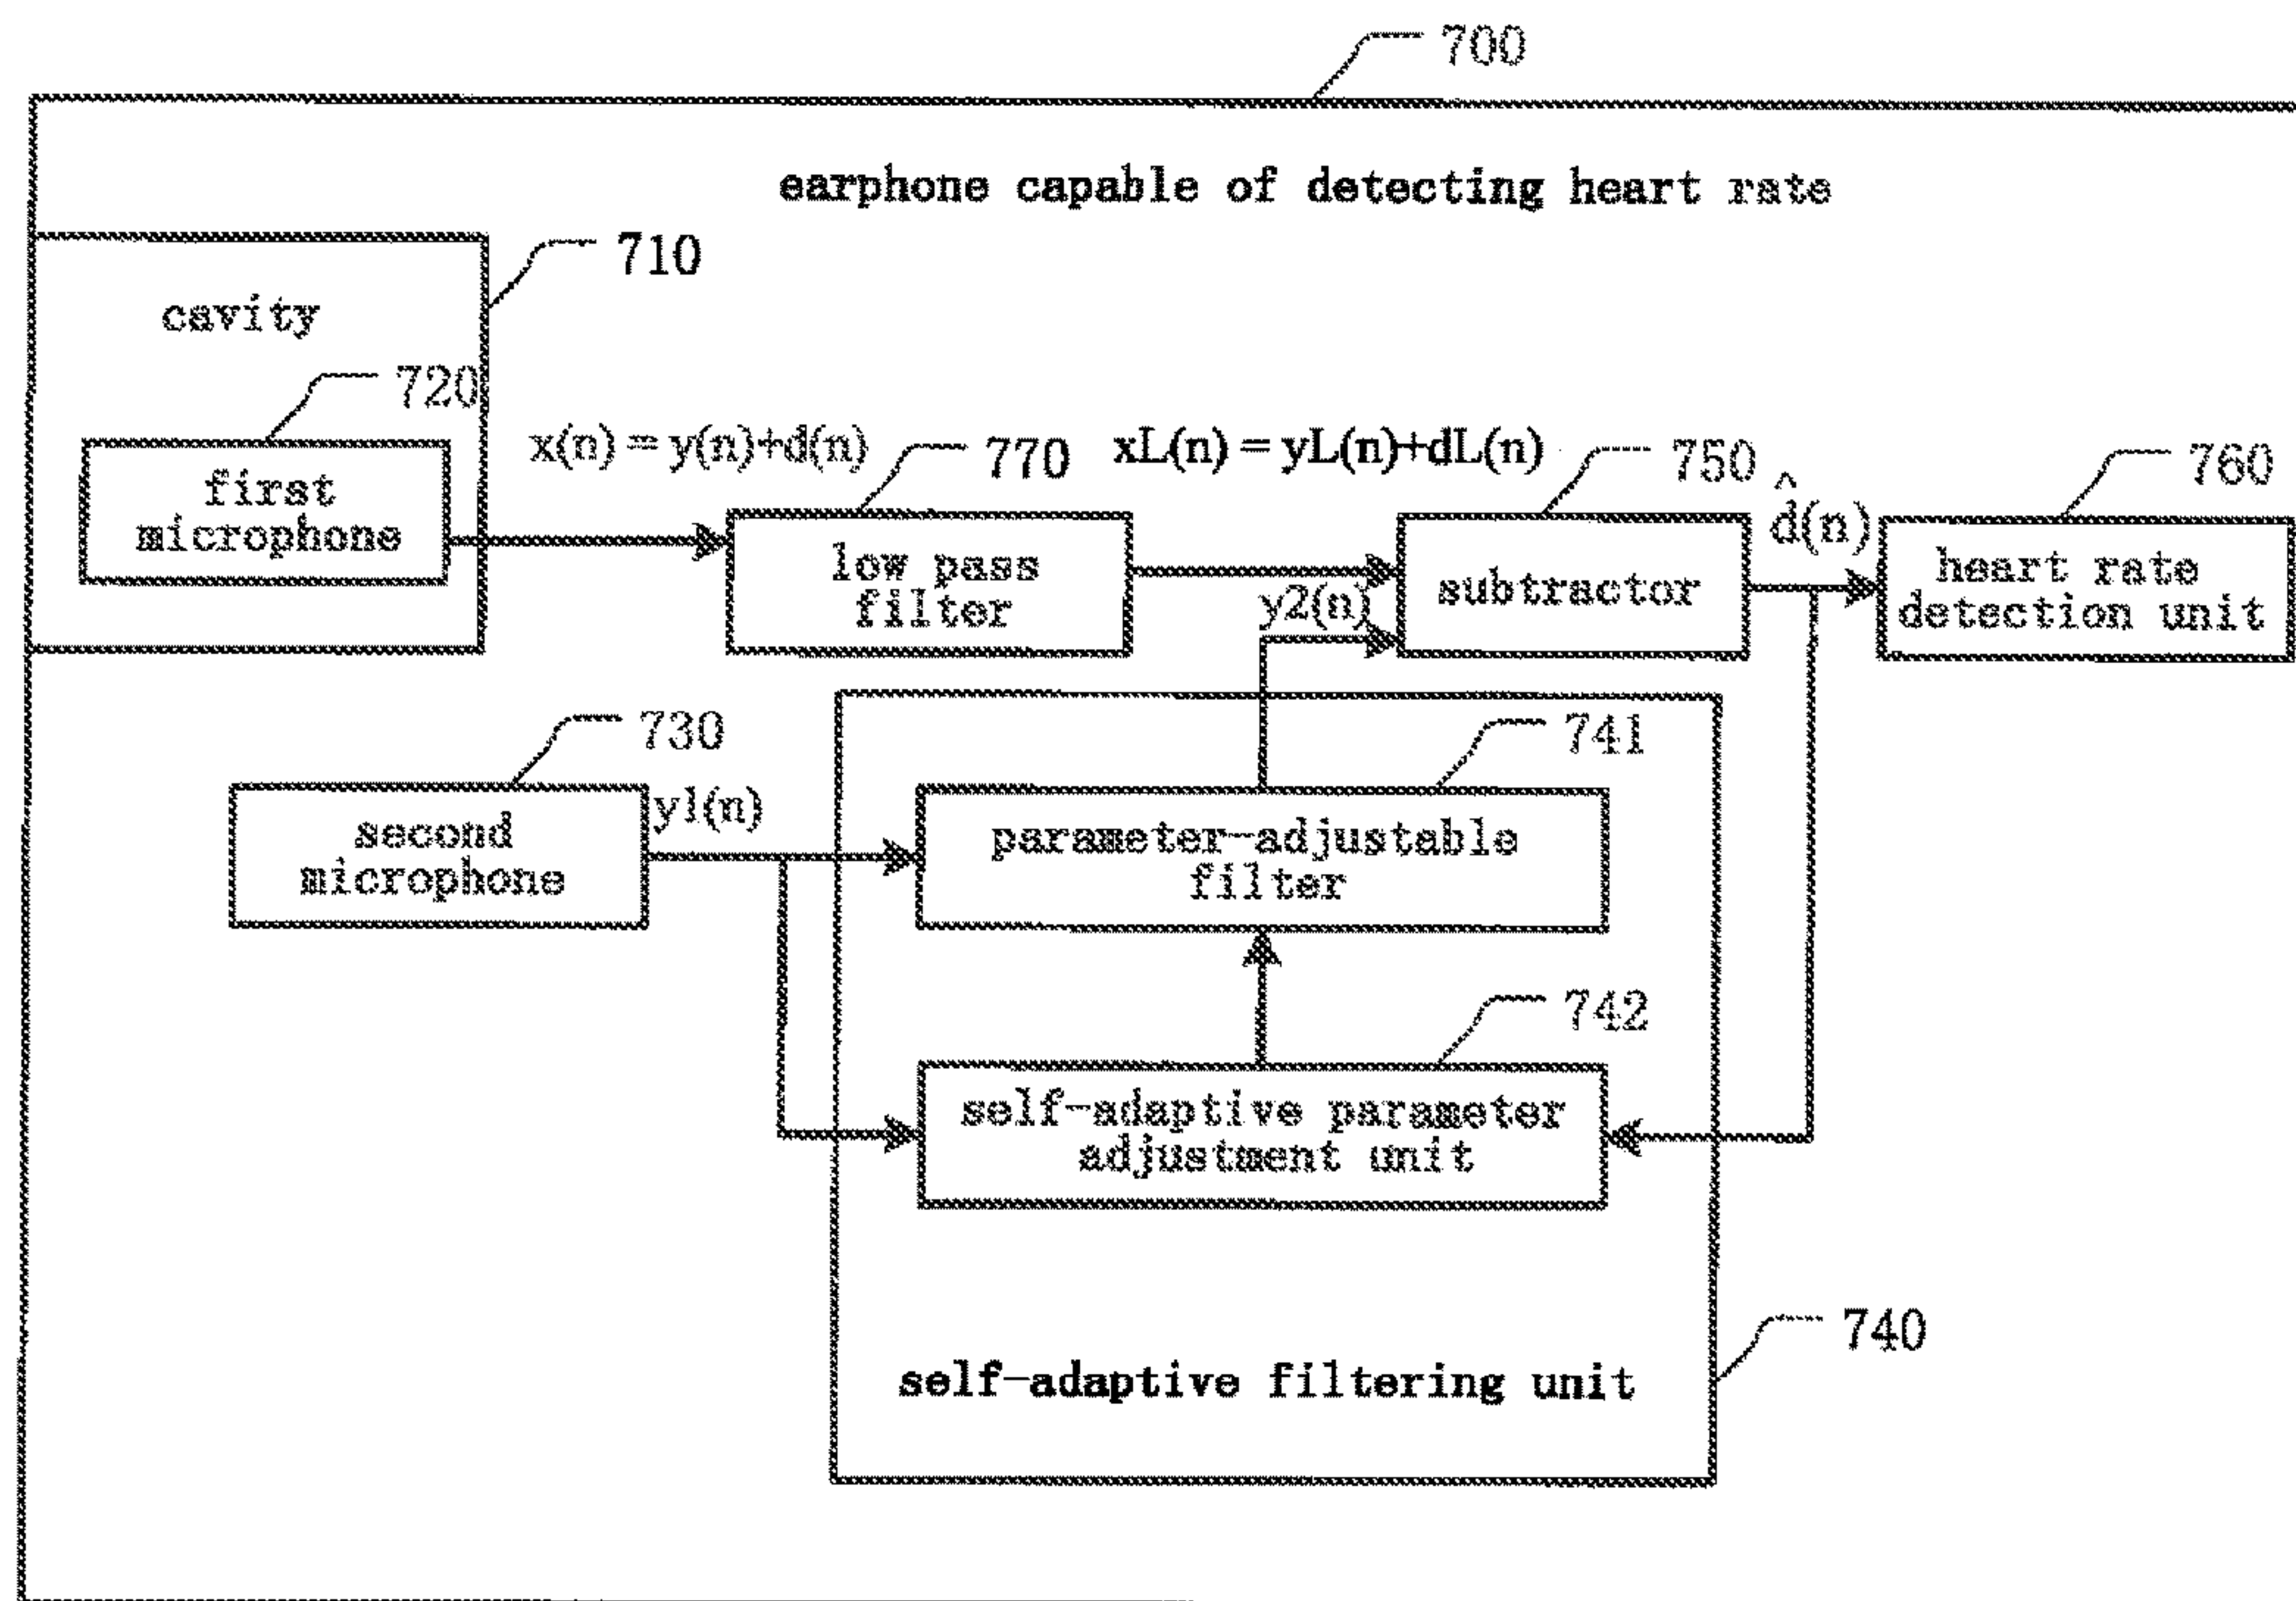 700
earphone capable of detecting heart rate
710
cavity
720
x(n) = y(n)+d(n)
770
xL(n) = yL(n)+dL(n)
750
d̂(n)
760
first
microphone
low pass
filter
y2(n)
subtractor
heart rate
detection unit
730
y1(n)
741
second
microphone
parameter-adjustable
filter
742
self-adaptive parameter
adjustment unit
740
self-adaptive filtering unit